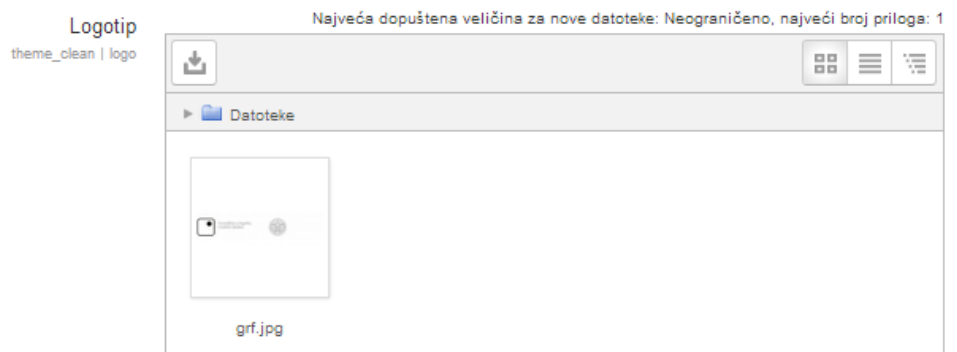 Logotip
theme_clean | logo
Najveća dopuštena veličina za nove datoteke: Neograničeno, najveći broj priloga: 1
Datoteke
grf.jpg